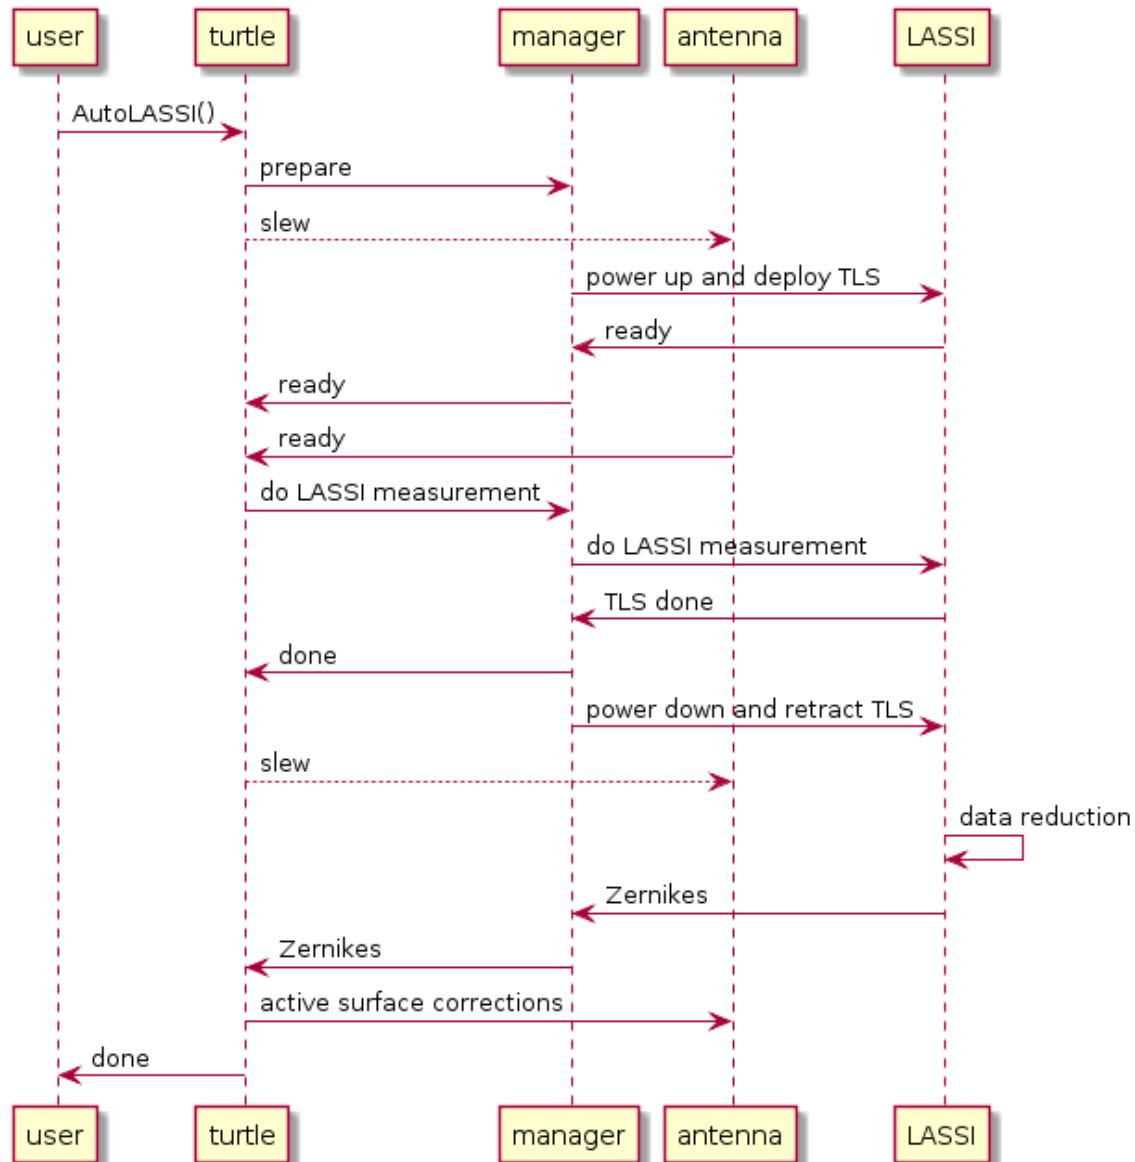 user turtle manager antenna LASSI
AutoLASSI()
prepare
slew
power up and deploy TLS
ready
ready
ready
do LASSI measurement
do LASSI measurement
TLS done
done
power down and retract TLS
slew
data reduction
Zernikes
Zernikes
active surface corrections
done
user turtle manager antenna LASSI